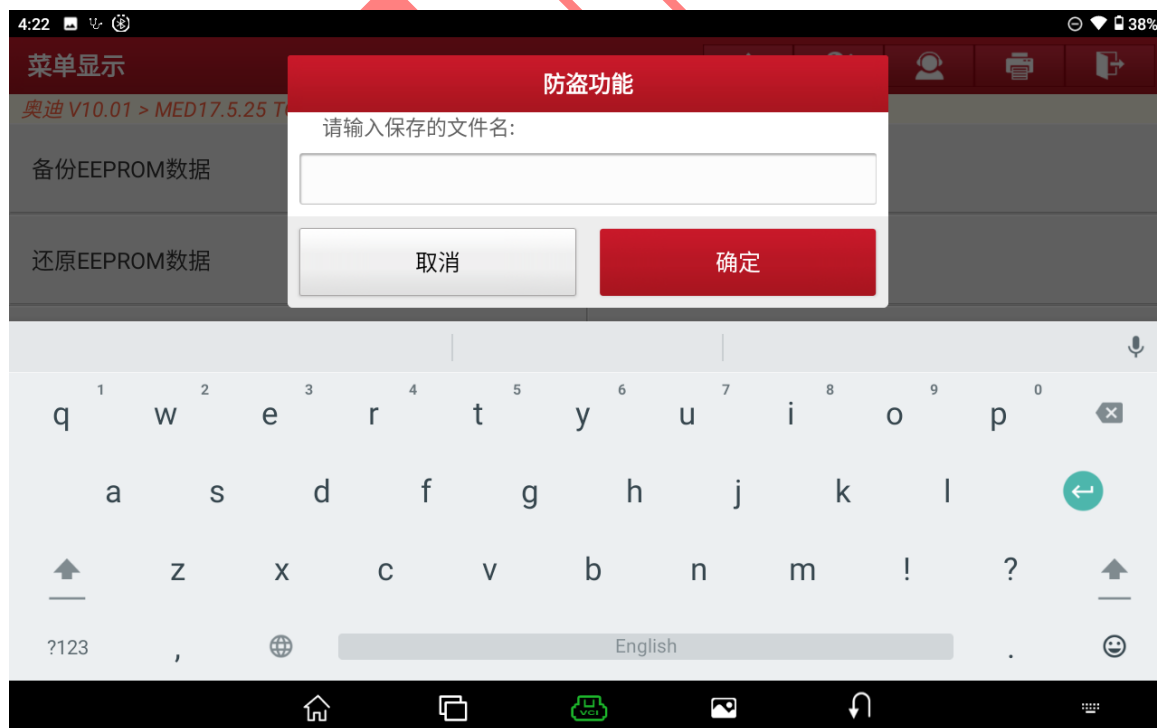 4:22 38%
菜单显示
防盗功能
奥迪 V10.01 > MED17.5.25 T
请输入保存的文件名:
备份EEPROM数据
还原EEPROM数据
取消 确定
q 1 w 2 e 3 r 4 t 5 y 6 u 7 i 8 o 9 p 0
a s d f g h j k l
z x c v b n m ! ?
?123 , English .
VCI